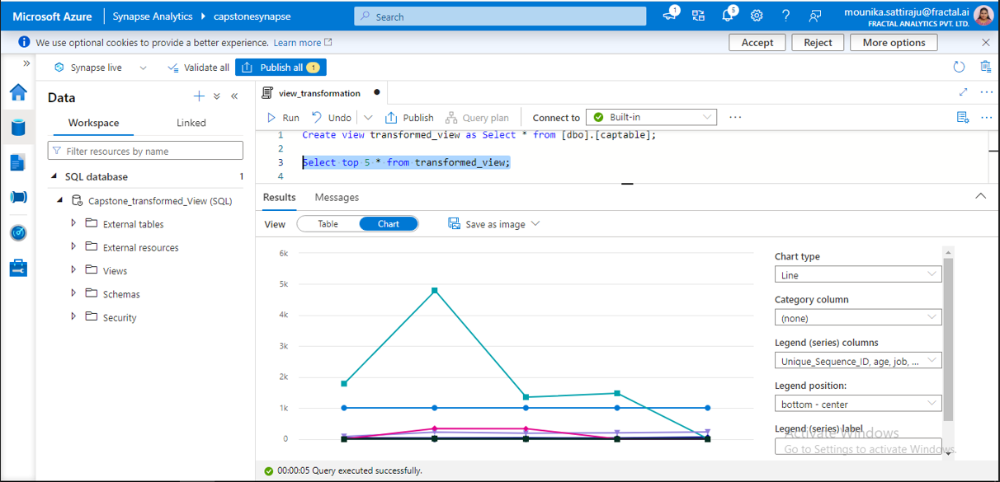 Microsoft Azure Synapse Analytics capstonesynapse Search 1 5 mounika.sattiraju@fractal.ai
FRACTAL ANALYTICS PVT. LTD.
We use optional cookies to provide a better experience. Learn more Accept Reject More options
Synapse live Validate all Publish all 1
Data
Workspace Linked
Filter resources by name
SQL database 1
Capstone_transformed_View (SQL)
External tables
External resources
Views
Schemas
Security
view_transformation
Run Undo Publish Query plan Connect to Built-in
1 Create view transformed_view as Select * from [dbo].[captable];
2
3 Select top 5 * from transformed_view;
4
Results Messages
View Table Chart Save as image
6k
5k
4k
3k
2k
1k
0
Chart type
Line
Category column
(none)
Legend (series) columns
Unique_Sequence_ID, age, job, ...
Legend position:
bottom - center
Legend (series) label
Activate Windows
Go to Settings to activate Windows.
00:00:05 Query executed successfully.